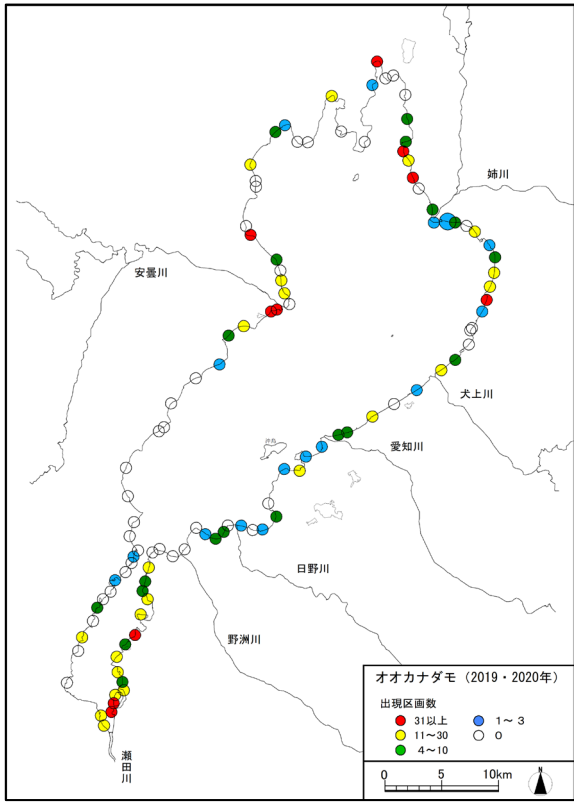 姉川
安曇川
犬上川
愛知川
日野川
野洲川
瀬田川
オオカナダモ（2019・2020年）
出現区画数
31以上
1～3
11～30
0
4～10
0 5 10km
N